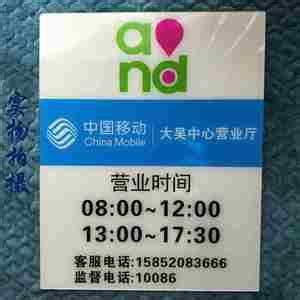 and
中国移动
China Mobile
大吴中心营业厅
营业时间
08:00~12:00
13:00~17:30
客服电话:15852083666
监督电话:10086
实物拍摄